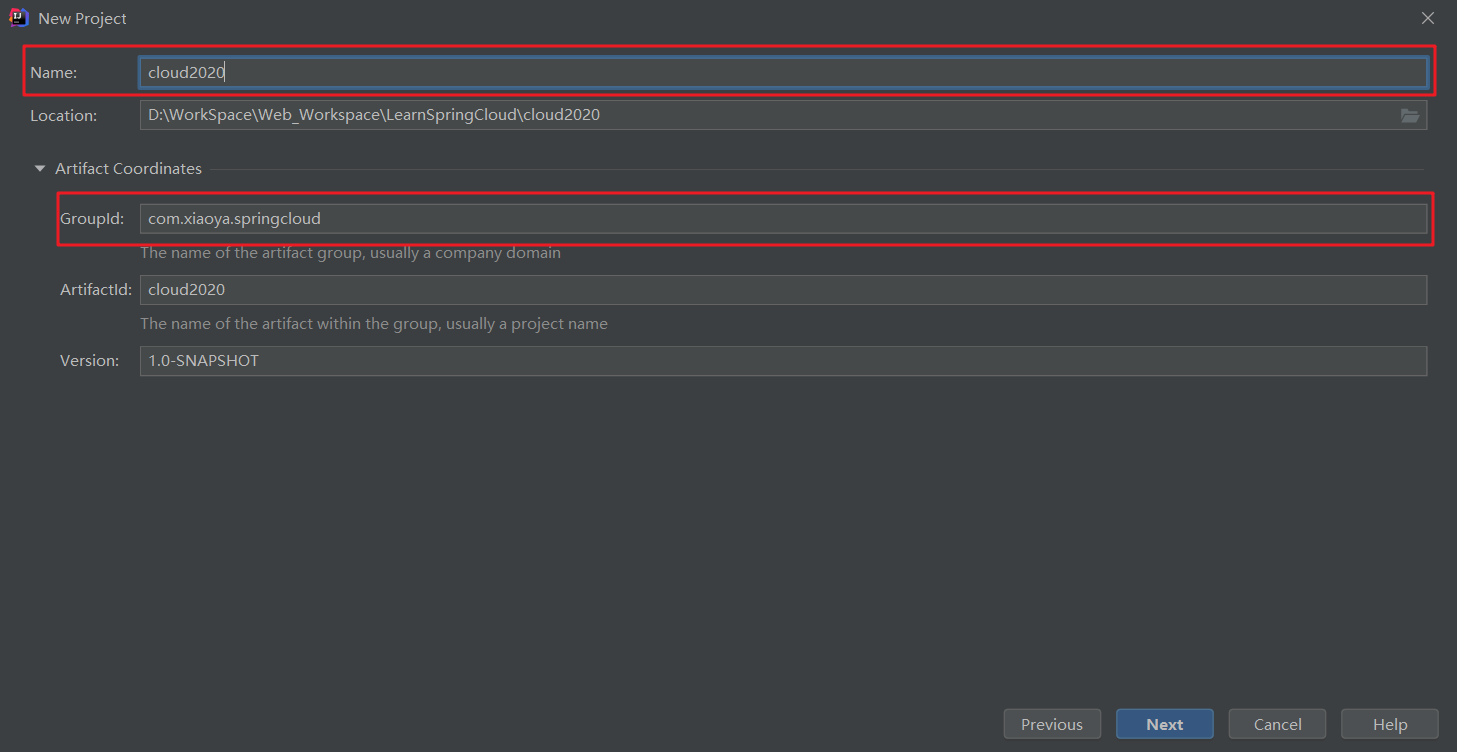 New Project
Name: cloud2020
Location: D:\WorkSpace\Web_Workspace\LearnSpringCloud\cloud2020
Artifact Coordinates
GroupId: com.xiaoya.springcloud
The name of the artifact group, usually a company domain
ArtifactId: cloud2020
The name of the artifact within the group, usually a project name
Version: 1.0-SNAPSHOT
Previous Next Cancel Help